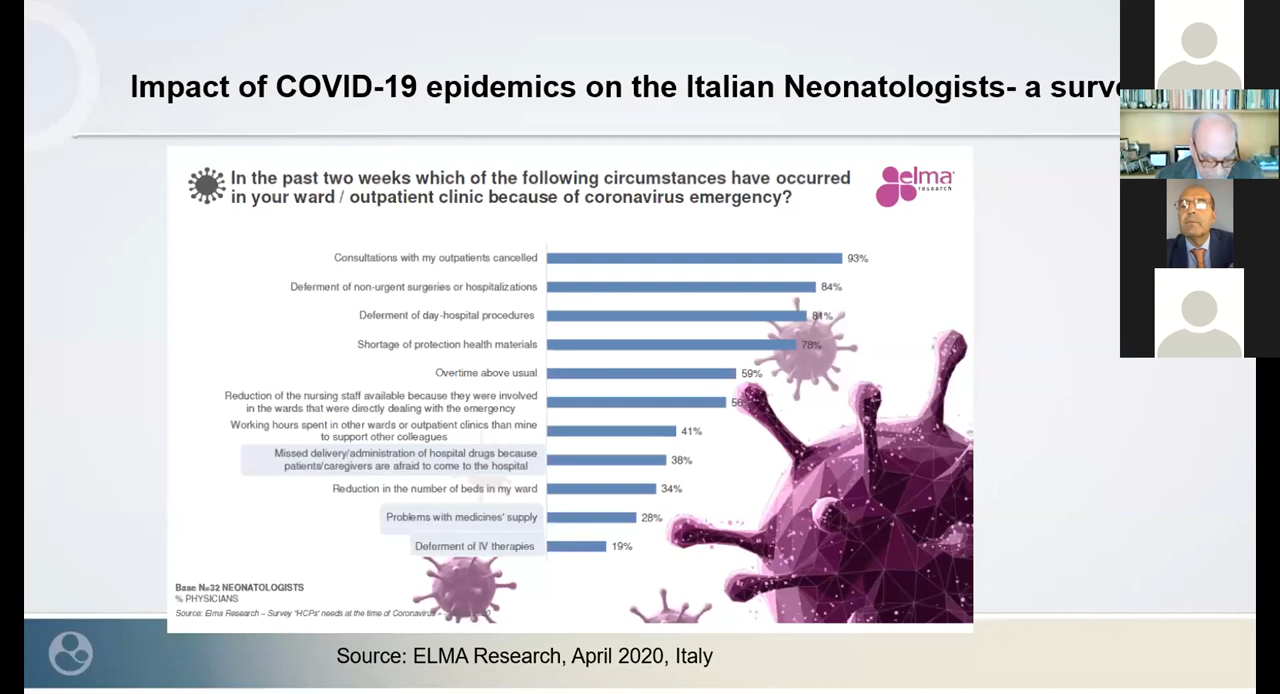 Impact of COVID-19 epidemics on the Italian Neonatologists- a
In the past two weeks which of the following circumstances have occurred
in your ward / outpatient clinic because of coronavirus emergency?
elma
research
Consultations with my outpatients cancelled
93%
Deferment of non-urgent surgeries or hospitalizations
84%
Deferment of day-hospital procedures
81%
Shortage of protection health materials
78%
Overtime above usual
59%
Reduction of the nursing staff available because they were involved
in the wards that were directly dealing with the emergency
Working hours spent in other wards or outpatient clinics than mine
to support other colleagues
41%
Missed delivery/administration of hospital drugs because
patients/caregivers are afraid to come to the hospital
38%
Reduction in the number of beds in my ward
34%
Problems with medicines' supply
28%
Deferment of IV therapies
19%
Base N=32 NEONATOLOGISTS
% PHYSICIANS
Source: Elma Research – Survey "HCPs' needs at the time of Coronavirus
Source: ELMA Research, April 2020, Italy